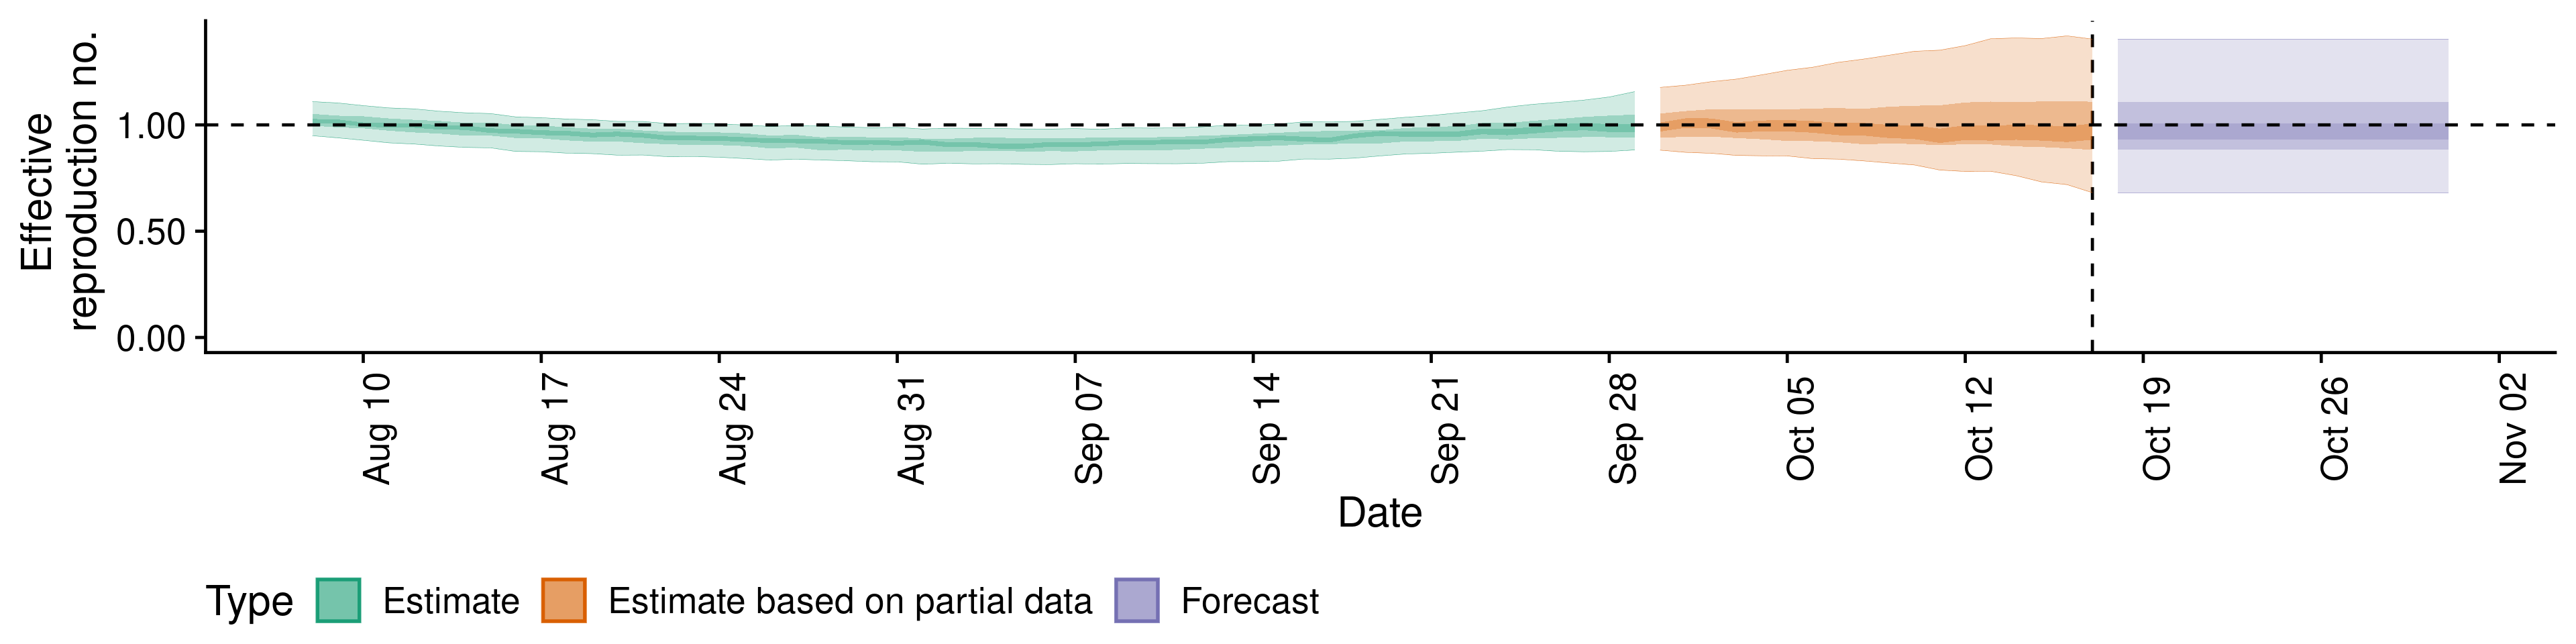 Effective
reproduction no.
1.00
0.50
0.00
Aug 10
Aug 17
Aug 24
Aug 31
Sep 07
Sep 14
Sep 21
Sep 28
Oct 05
Oct 12
Oct 19
Oct 26
Nov 02
Date
Type Estimate Estimate based on partial data Forecast